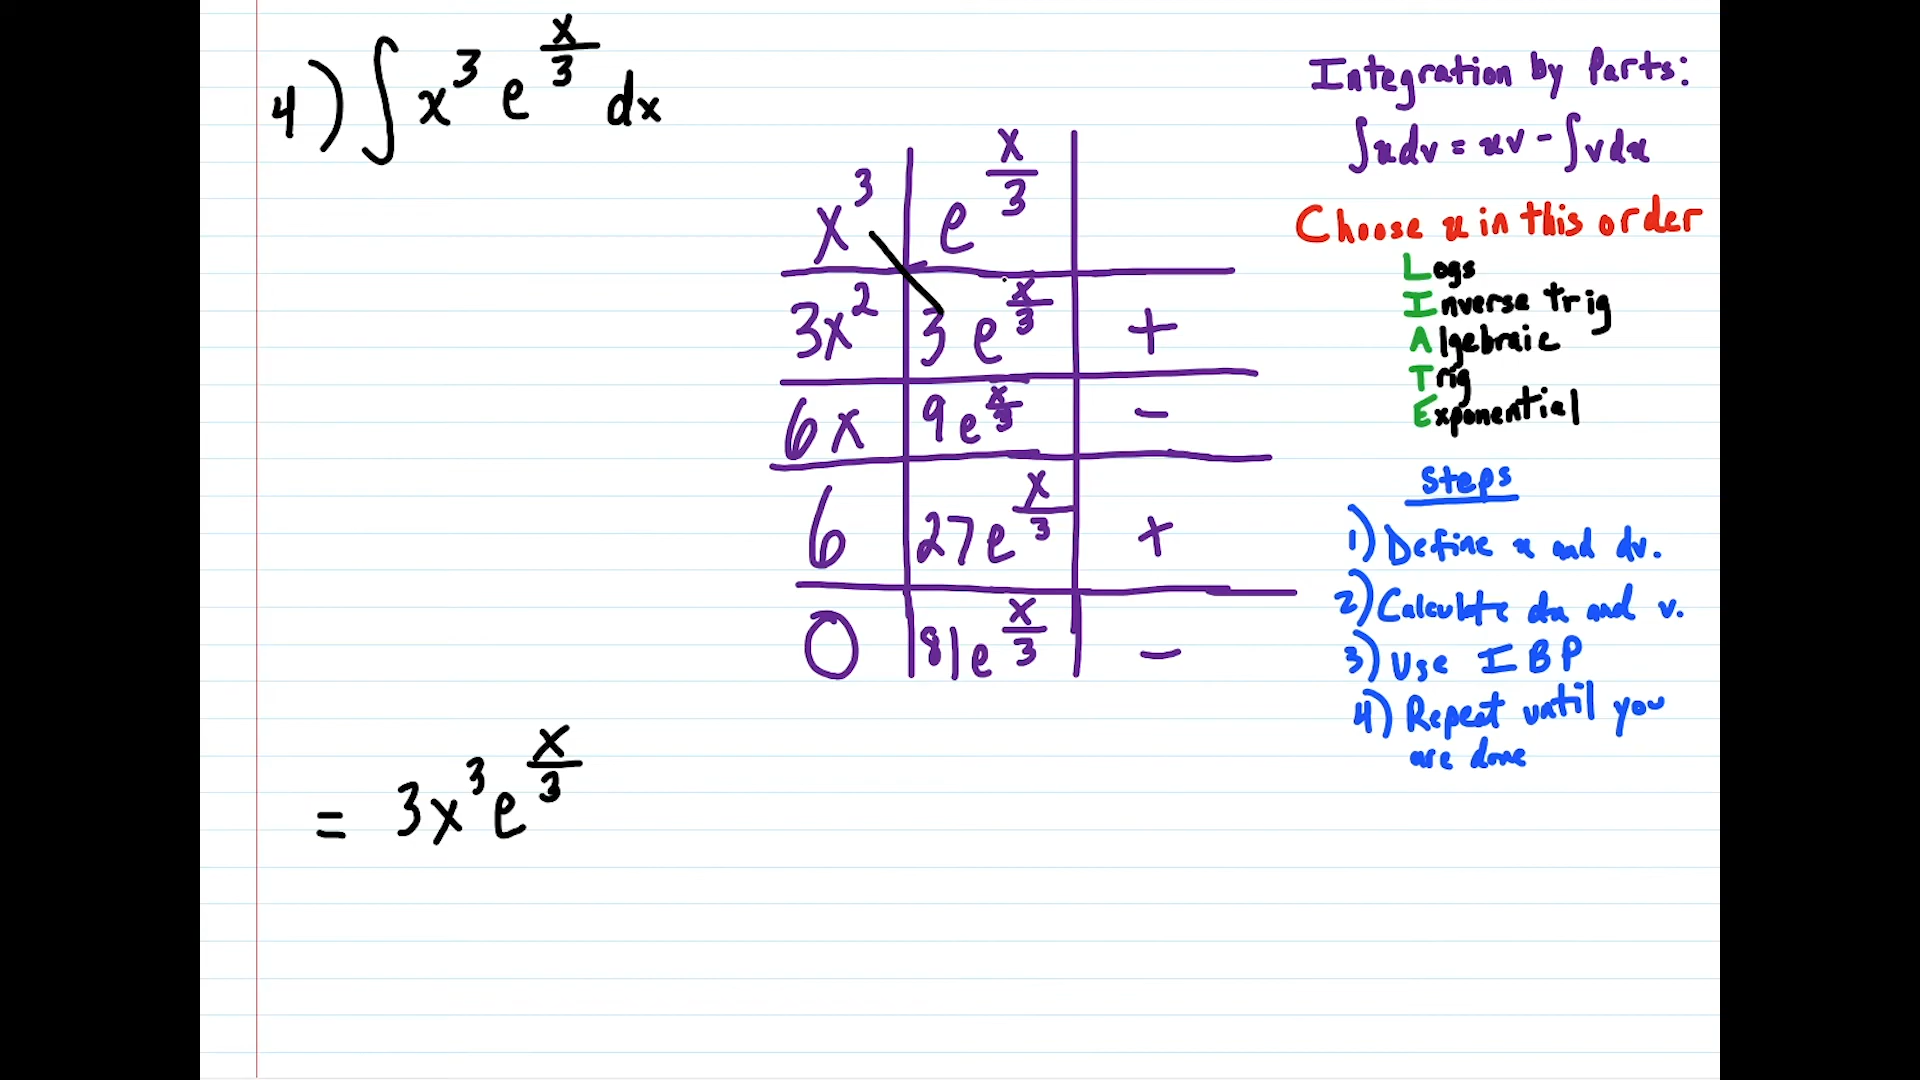 4) ∫ x³ e^(x/3) dx
x³ | e^(x/3) |
3x² | 3 e^(x/3) | +
6x | 9e^(x/3) | -
6 | 27e^(x/3) | +
0 | 81e^(x/3) | -
= 3x³e^(x/3)
Integration by Parts:
∫udv = uv - ∫vdu
Choose u in this order
Logs
Inverse trig
Algebraic
Trig
Exponential
Steps
1) Define u and dv.
2) Calculate du and v.
3) Use IBP
4) Repeat until you
are done